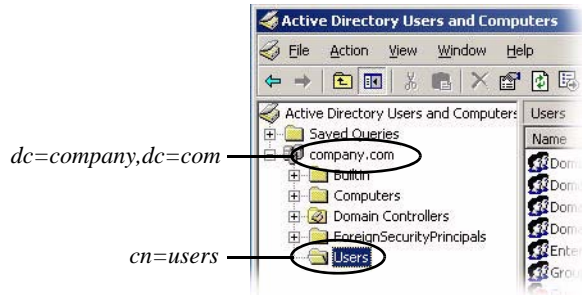 Active Directory Users and Computers
File Action View Window Help
Active Directory Users and Computers Users
Saved Queries Name
dc=company,dc=com company.com
Builtin
Computers
Domain Controllers
ForeignSecurityPrincipals
cn=users Users